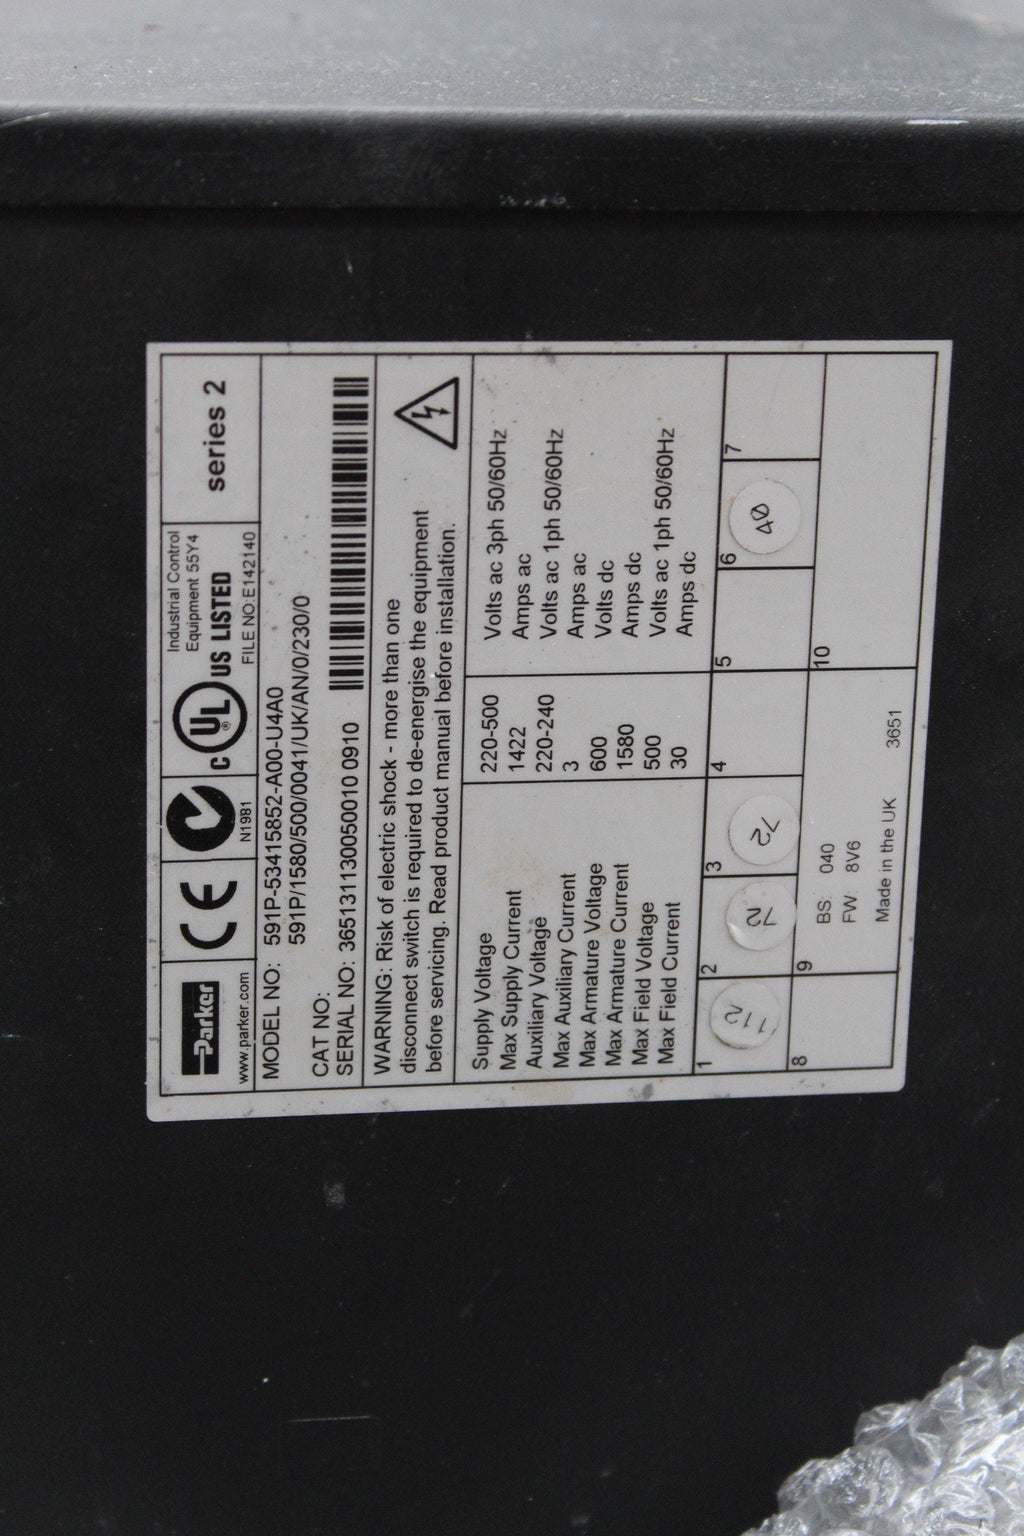 Parker
www.parker.com
CE
N1981
C UL ® US LISTED
Industrial Control
Equipment 55Y4
FILE NO: E142140
series 2
MODEL NO: 591P-53415852-A00-U4A0
591P/1580/500/0041/UK/AN/0/230/0
CAT NO:
SERIAL NO: 36513113005001 0 0910
WARNING: Risk of electric shock - more than one
disconnect switch is required to de-energise the equipment
before servicing. Read product manual before installation.
Supply Voltage 220-500 Volts ac 3ph 50/60Hz
Max Supply Current 1422 Amps ac
Auxiliary Voltage 220-240 Volts ac 1ph 50/60Hz
Max Auxiliary Current 3 Amps ac
Max Armature Voltage 600 Volts dc
Max Armature Current 1580 Amps dc
Max Field Voltage 500 Volts ac 1ph 50/60Hz
Max Field Current 30 Amps dc
1 2 3 4 5 6 7
112 72 72 40
8 9 10
BS: 040
FW: 8V6
Made in the UK 3651